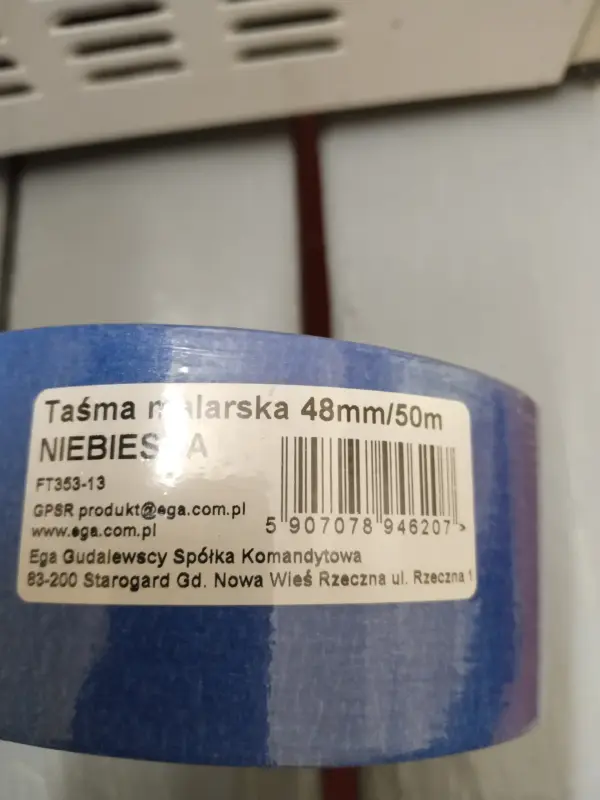 Taśma malarska 48mm/50m
NIEBIESKA
FT353-13
GPSR produkt@ega.com.pl
www.ega.com.pl
5 907078 946207 >
Ega Gudalewscy Spółka Komandytowa
83-200 Starogard Gd. Nowa Wieś Rzeczna ul. Rzeczna 1